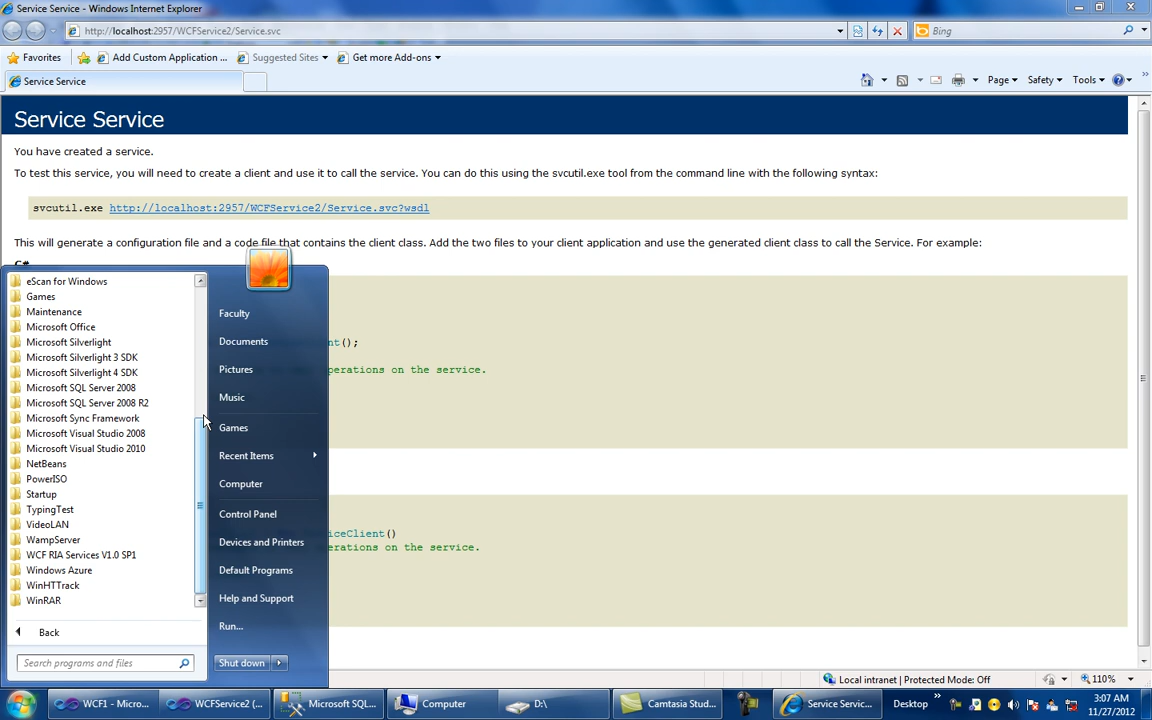 Service Service - Windows Internet Explorer
http://localhost:2957/WCFService2/Service.svc
Bing
Favorites
Add Custom Application ...
Suggested Sites
Get more Add-ons
Service Service
Page
Safety
Tools
Service Service
You have created a service.
To test this service, you will need to create a client and use it to call the service. You can do this using the svcutil.exe tool from the command line with the following syntax:
svcutil.exe http://localhost:2957/WCFService2/Service.svc?wsdl
This will generate a configuration file and a code file that contains the client class. Add the two files to your client application and use the generated client class to call the Service. For example:
C#
nt();
erations on the service.
iceClient()
erations on the service.
eScan for Windows
Games
Maintenance
Microsoft Office
Microsoft Silverlight
Microsoft Silverlight 3 SDK
Microsoft Silverlight 4 SDK
Microsoft SQL Server 2008
Microsoft SQL Server 2008 R2
Microsoft Sync Framework
Microsoft Visual Studio 2008
Microsoft Visual Studio 2010
NetBeans
PowerISO
Startup
TypingTest
VideoLAN
WampServer
WCF RIA Services V1.0 SP1
Windows Azure
WinHTTrack
WinRAR
Back
Search programs and files
Faculty
Documents
Pictures
Music
Games
Recent Items
Computer
Control Panel
Devices and Printers
Default Programs
Help and Support
Run...
Shut down
Local intranet | Protected Mode: Off
110%
WCF1 - Micro...
WCFService2 (...
Microsoft SQL...
Computer
D:\
Camtasia Stud...
Service Servic...
Desktop
3:07 AM
11/27/2012